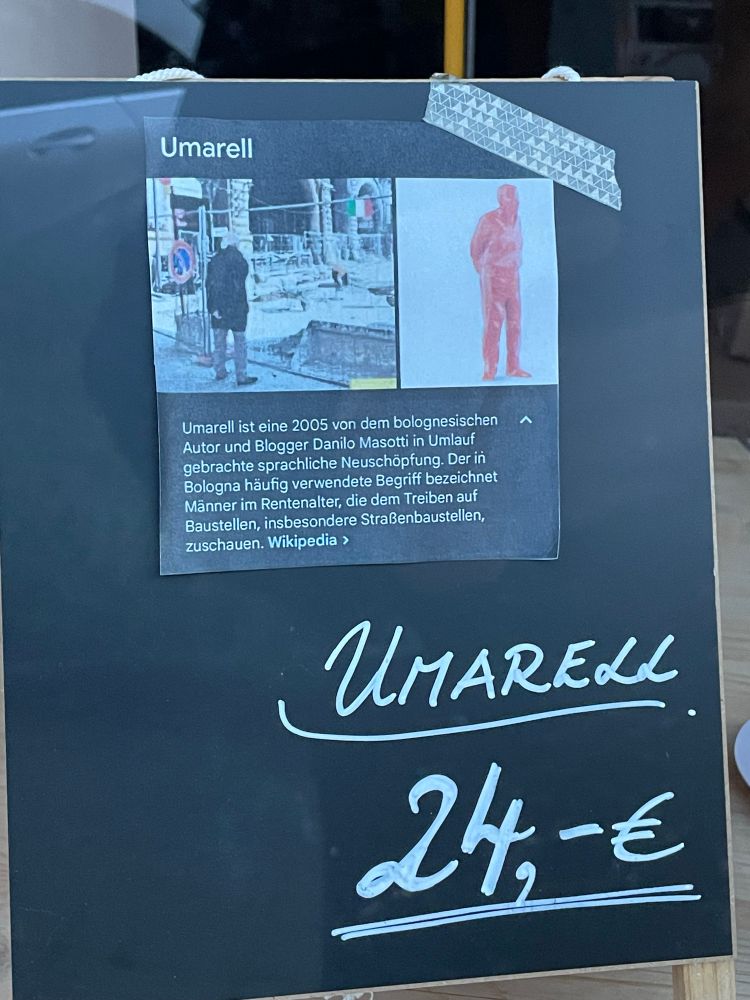 Umarell
Umarell ist eine 2005 von dem bolognesischen
Autor und Blogger Danilo Masotti in Umlauf
gebrachte sprachliche Neuschöpfung. Der in
Bologna häufig verwendete Begriff bezeichnet
Männer im Rentenalter, die dem Treiben auf
Baustellen, insbesondere Straßenbaustellen,
zuschauen. Wikipedia >
UMARELL.
24,-€